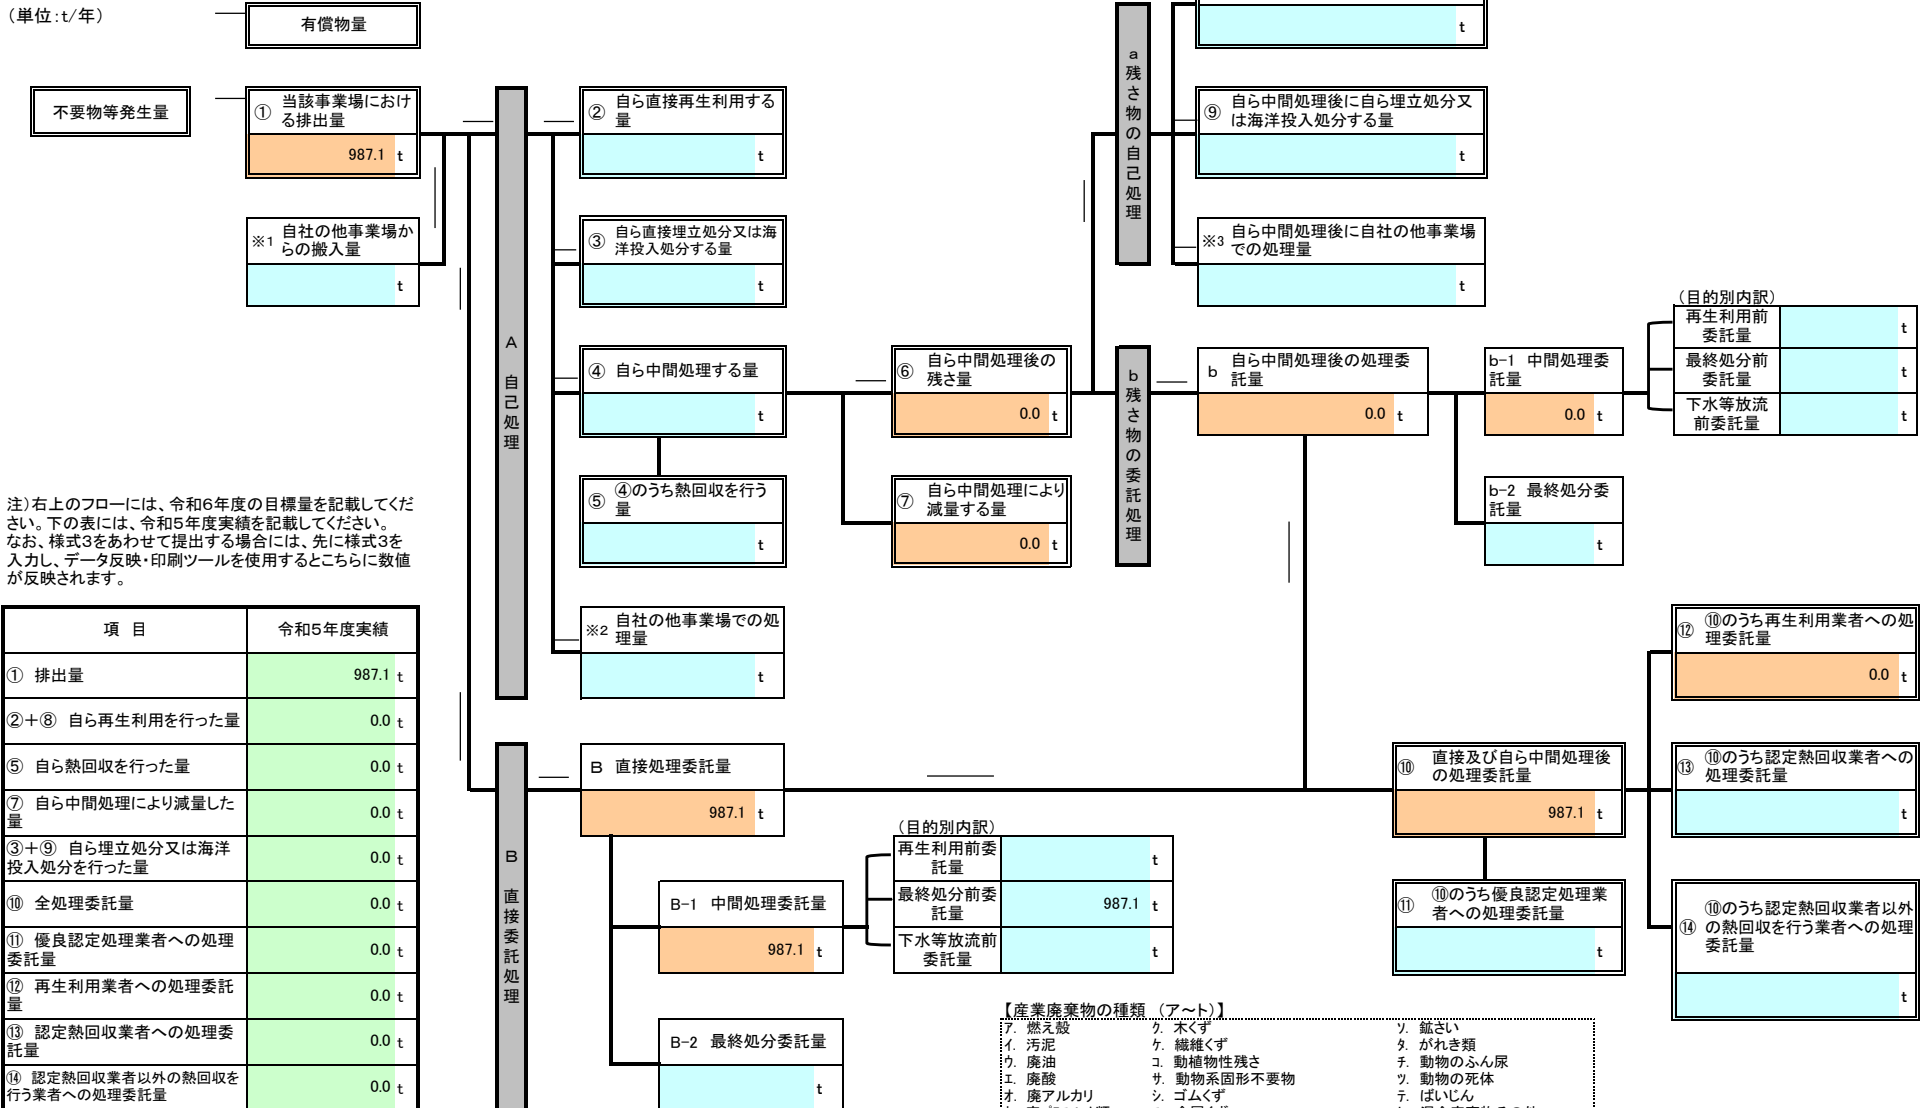 （単位：t/年）
有償物量
不要物等発生量
① 当該事業場におけ
る排出量
987.1 t
※1 自社の他事業場か
らの搬入量
t
A 自己処理
② 自ら直接再生利用する
量
t
③ 自ら直接埋立処分又は海
洋投入処分する量
t
④ 自ら中間処理する量
t
⑤ ④のうち熱回収を行う
量
t
※2 自社の他事業場での処
理量
t
⑥ 自ら中間処理後の
残さ量
0.0 t
⑦ 自ら中間処理により
減量する量
0.0 t
a 残さ物の自己処理
t
⑨ 自ら中間処理後に自ら埋立処分又
は海洋投入処分する量
t
※3 自ら中間処理後に自社の他事業場
での処理量
t
b 残さ物の委託処理
b 自ら中間処理後の処理委
託量
0.0 t
b-1 中間処理委
託量
0.0 t
（目的別内訳）
再生利用前
委託量
t
最終処分前
委託量
t
下水等放流
前委託量
t
b-2 最終処分委
託量
t
注）右上のフローには、令和6年度の目標量を記載してくだ
さい。下の表には、令和5年度実績を記載してください。
なお、様式3をあわせて提出する場合には、先に様式3を
入力し、データ反映・印刷ツールを使用するとこちらに数値
が反映されます。
項 目 令和5年度実績
① 排出量 987.1 t
②＋⑧ 自ら再生利用を行った量 0.0 t
⑤ 自ら熱回収を行った量 0.0 t
⑦ 自ら中間処理により減量した
量 0.0 t
③＋⑨ 自ら埋立処分又は海洋
投入処分を行った量 0.0 t
⑩ 全処理委託量 0.0 t
⑪ 優良認定処理業者への処理
委託量 0.0 t
⑫ 再生利用業者への処理委託
量 0.0 t
⑬ 認定熱回収業者への処理委
託量 0.0 t
⑭ 認定熱回収業者以外の熱回収を
行う業者への処理委託量 0.0 t
B 直接委託処理
B 直接処理委託量
987.1 t
B-1 中間処理委託量
987.1 t
（目的別内訳）
再生利用前委
託量
t
最終処分前委
託量
987.1 t
下水等放流前
委託量
t
B-2 最終処分委託量
t
⑩ 直接及び自ら中間処理後
の処理委託量
987.1 t
⑪ ⑩のうち優良認定処理業
者への処理委託量
t
⑫ ⑩のうち再生利用業者への処
理委託量
0.0 t
⑬ ⑩のうち認定熱回収業者への
処理委託量
t
⑭ ⑩のうち認定熱回収業者以外
の熱回収を行う業者への処理
委託量
t
【産業廃棄物の種類 （ア～ト）】
ア. 燃え殻 ク. 木くず ソ. 鉱さい
イ. 汚泥 ケ. 繊維くず タ. がれき類
ウ. 廃油 コ. 動植物性残さ チ. 動物のふん尿
エ. 廃酸 サ. 動物系固形不要物 ツ. 動物の死体
オ. 廃アルカリ シ. ゴムくず テ. ばいじん